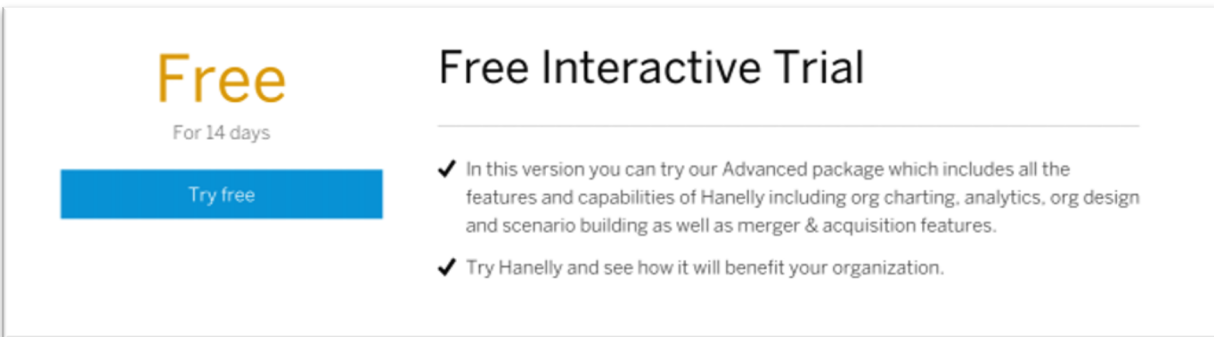 Free
For 14 days
Try free
Free Interactive Trial
In this version you can try our Advanced package which includes all the
features and capabilities of Hanelly including org charting, analytics, org design
and scenario building as well as merger & acquisition features.
Try Hanelly and see how it will benefit your organization.